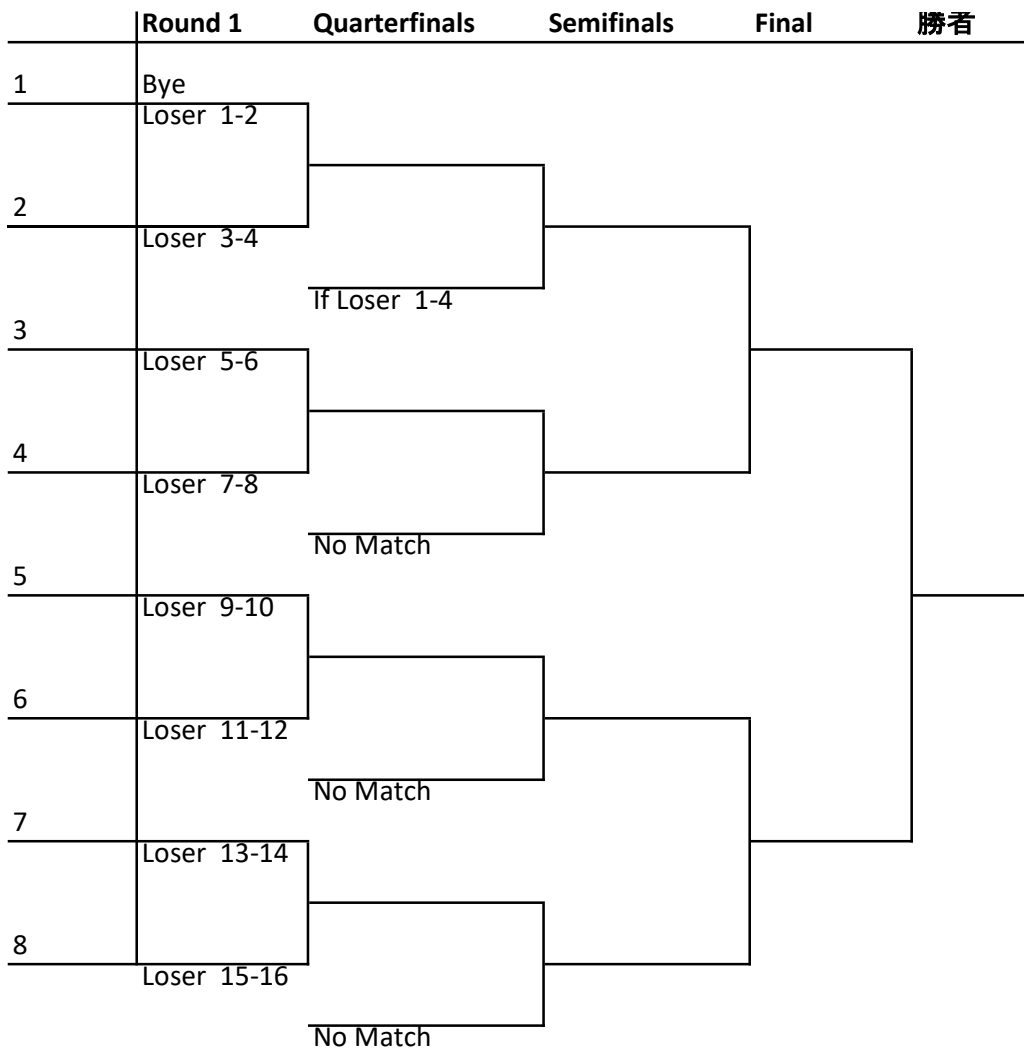 Round 1 Quarterfinals Semifinals Final 勝者
1 Bye
Loser 1-2
2
Loser 3-4
If Loser 1-4
3
Loser 5-6
4
Loser 7-8
No Match
5
Loser 9-10
6
Loser 11-12
No Match
7
Loser 13-14
8
Loser 15-16
No Match